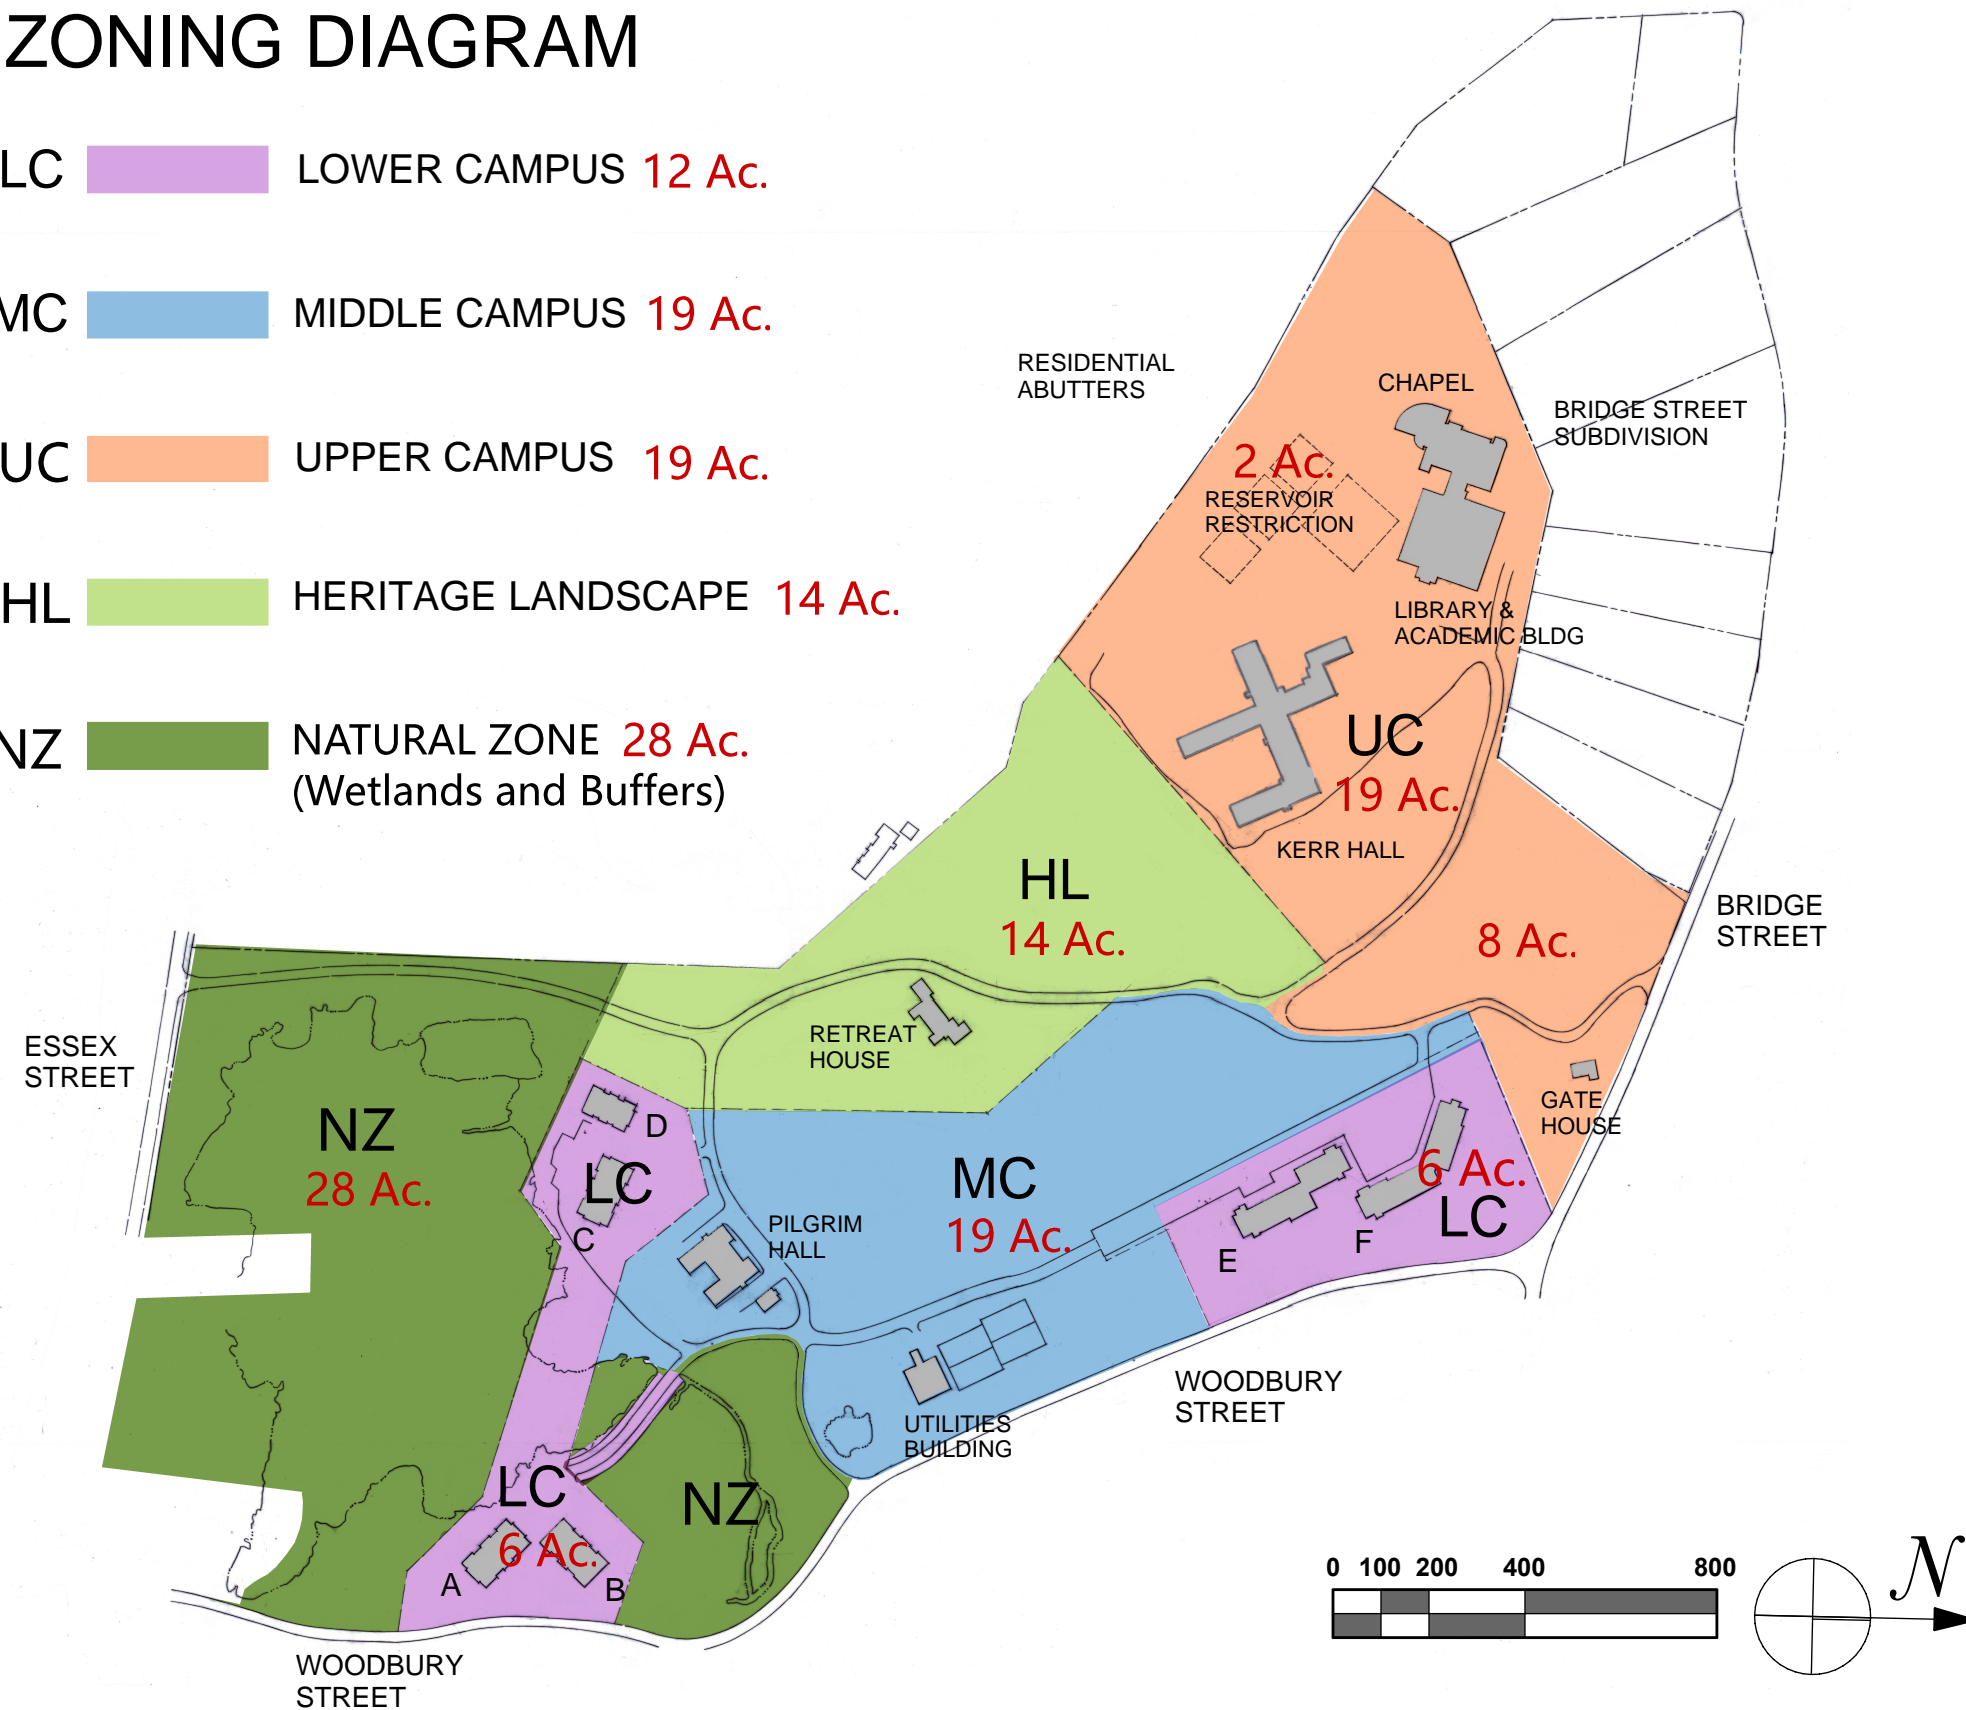 ZONING DIAGRAM
LC
LOWER CAMPUS 12 Ac.
MC
MIDDLE CAMPUS 19 Ac.
UC
UPPER CAMPUS 19 Ac.
HL
HERITAGE LANDSCAPE 14 Ac.
NZ
NATURAL ZONE 28 Ac.
(Wetlands and Buffers)
RESIDENTIAL
ABUTTERS
CHAPEL
BRIDGE STREET
SUBDIVISION
2 Ac.
RESERVOIR
RESTRICTION
LIBRARY &
ACADEMIC BLDG
UC
19 Ac.
KERR HALL
HL
14 Ac.
8 Ac.
BRIDGE
STREET
RETREAT
HOUSE
ESSEX
STREET
NZ
28 Ac.
D
LC
C
GATE
HOUSE
MC
19 Ac.
6 Ac.
LC
E
F
PILGRIM
HALL
WOODBURY
STREET
UTILITIES
BUILDING
LC
6 Ac.
A
B
NZ
WOODBURY
STREET
0 100 200 400 800
N